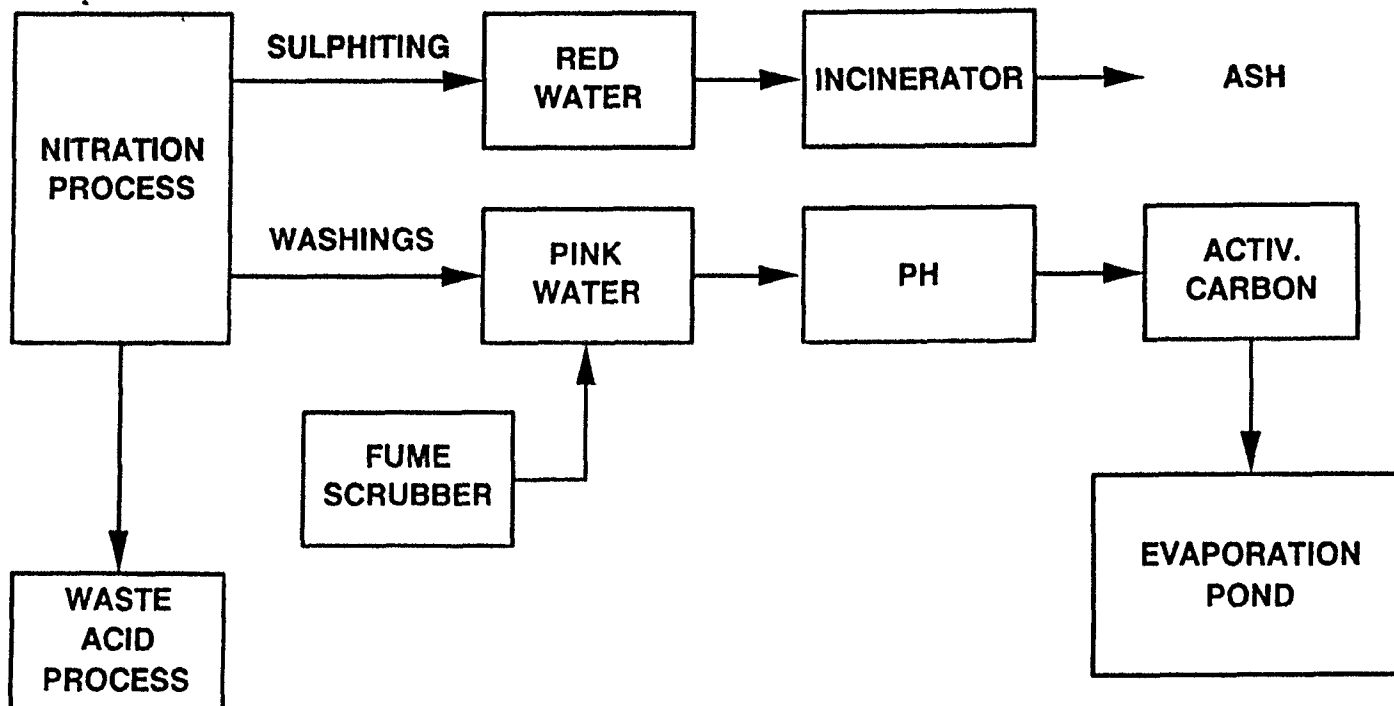 SULPHITING
NITRATION
PROCESS
RED
WATER
INCINERATOR
ASH
WASHINGS
PINK
WATER
PH
ACTIV.
CARBON
FUME
SCRUBBER
EVAPORATION
POND
WASTE
ACID
PROCESS